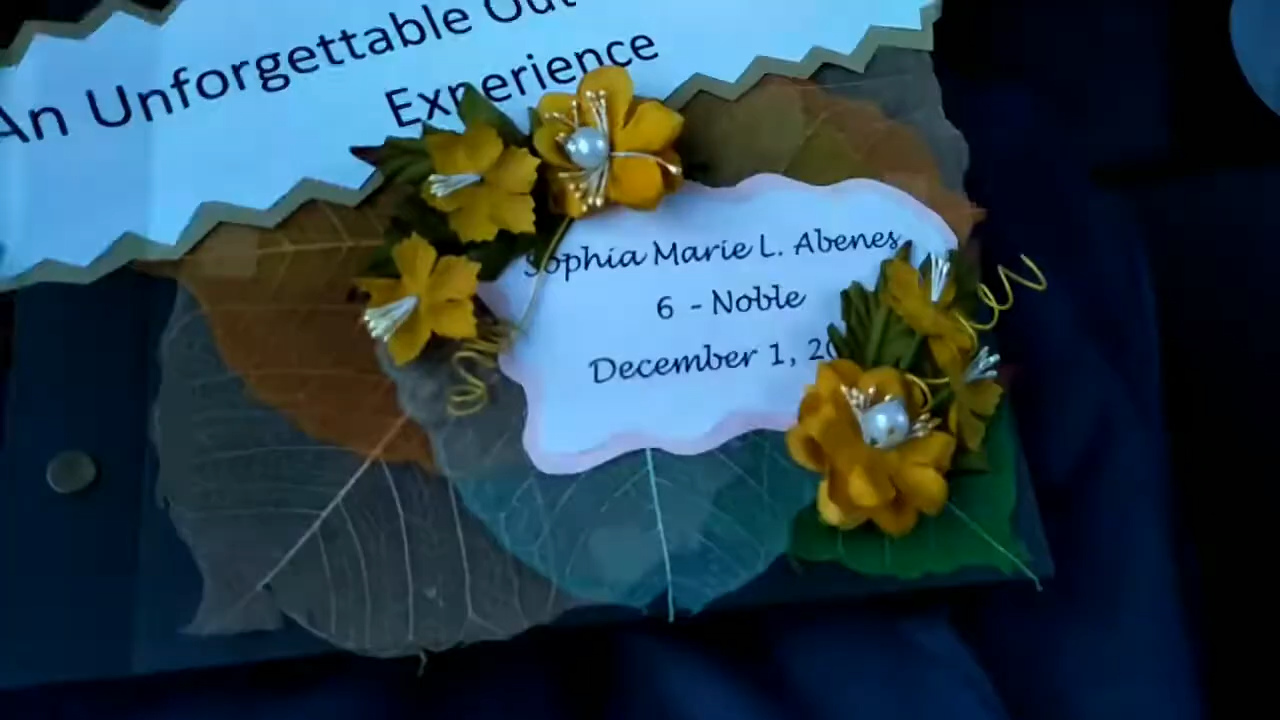 An Unforgettable
Experience
Sophia Marie L. Abenes
6 - Noble
December 1,